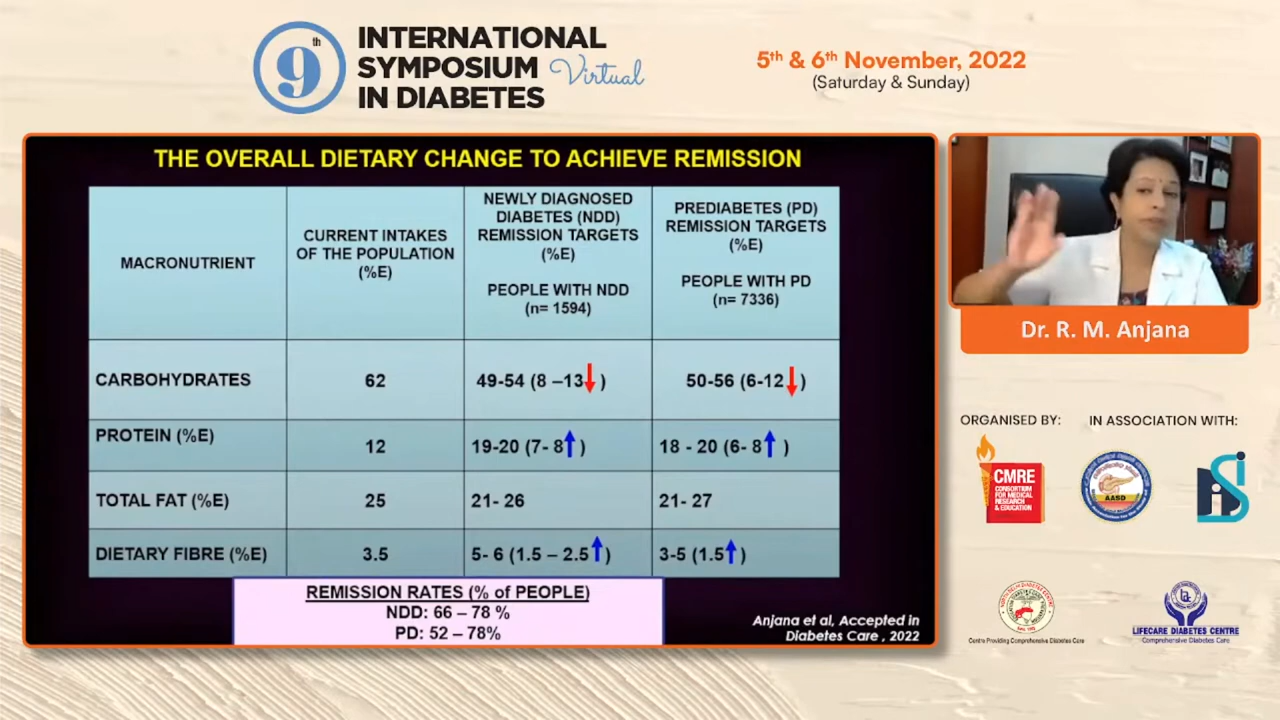 9th
INTERNATIONAL
SYMPOSIUM Virtual
IN DIABETES
5th & 6th November, 2022
(Saturday & Sunday)
THE OVERALL DIETARY CHANGE TO ACHIEVE REMISSION
MACRONUTRIENT
CURRENT INTAKES
OF THE POPULATION
(%E)
NEWLY DIAGNOSED
DIABETES (NDD)
REMISSION TARGETS
(%E)
PEOPLE WITH NDD
(n= 1594)
PREDIABETES (PD)
REMISSION TARGETS
(%E)
PEOPLE WITH PD
(n= 7336)
CARBOHYDRATES 62 49-54 (8 –13↓) 50-56 (6-12↓)
PROTEIN (%E) 12 19-20 (7- 8↑) 18 - 20 (6- 8↑)
TOTAL FAT (%E) 25 21- 26 21- 27
DIETARY FIBRE (%E) 3.5 5- 6 (1.5 – 2.5↑) 3-5 (1.5↑)
REMISSION RATES (% of PEOPLE)
NDD: 66 – 78 %
PD: 52 – 78%
Anjana et al, Accepted in
Diabetes Care , 2022
Dr. R. M. Anjana
ORGANISED BY:
IN ASSOCIATION WITH:
CMRE
CONSORTIUM
FOR MEDICAL
RESEARCH
& EDUCATION
AASD
Centre Providing Comprehensive Diabetes Care
LIFECARE DIABETES CENTRE
Comprehensive Diabetes Care